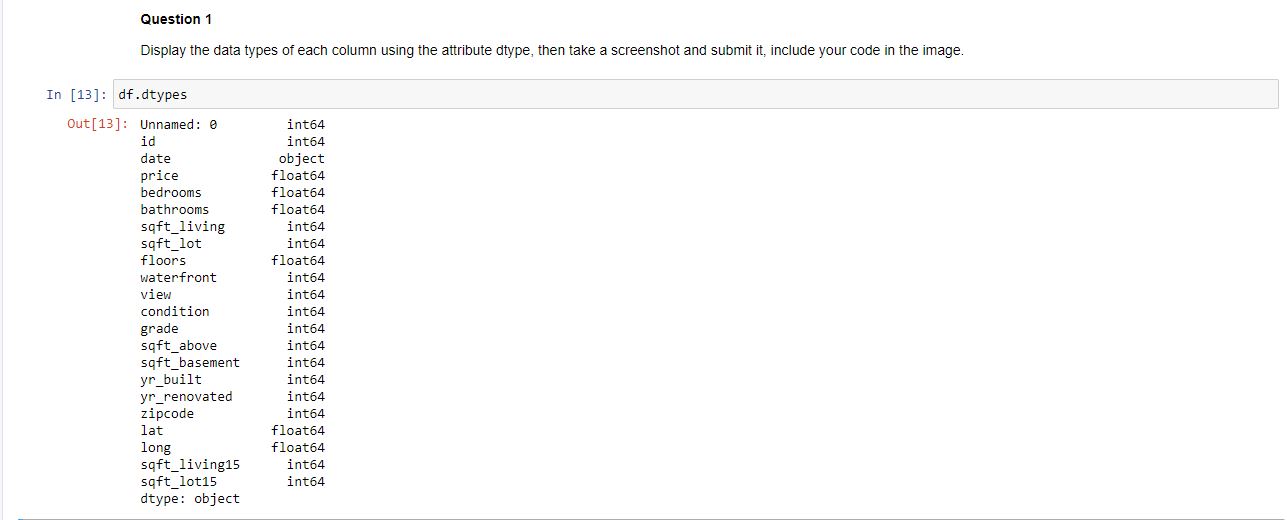 Question 1
Display the data types of each column using the attribute dtype, then take a screenshot and submit it, include your code in the image.
In [13]: df.dtypes
Out[13]: Unnamed: 0 int64
id int64
date object
price float64
bedrooms float64
bathrooms float64
sqft_living int64
sqft_lot int64
floors float64
waterfront int64
view int64
condition int64
grade int64
sqft_above int64
sqft_basement int64
yr_built int64
yr_renovated int64
zipcode int64
lat float64
long float64
sqft_living15 int64
sqft_lot15 int64
dtype: object